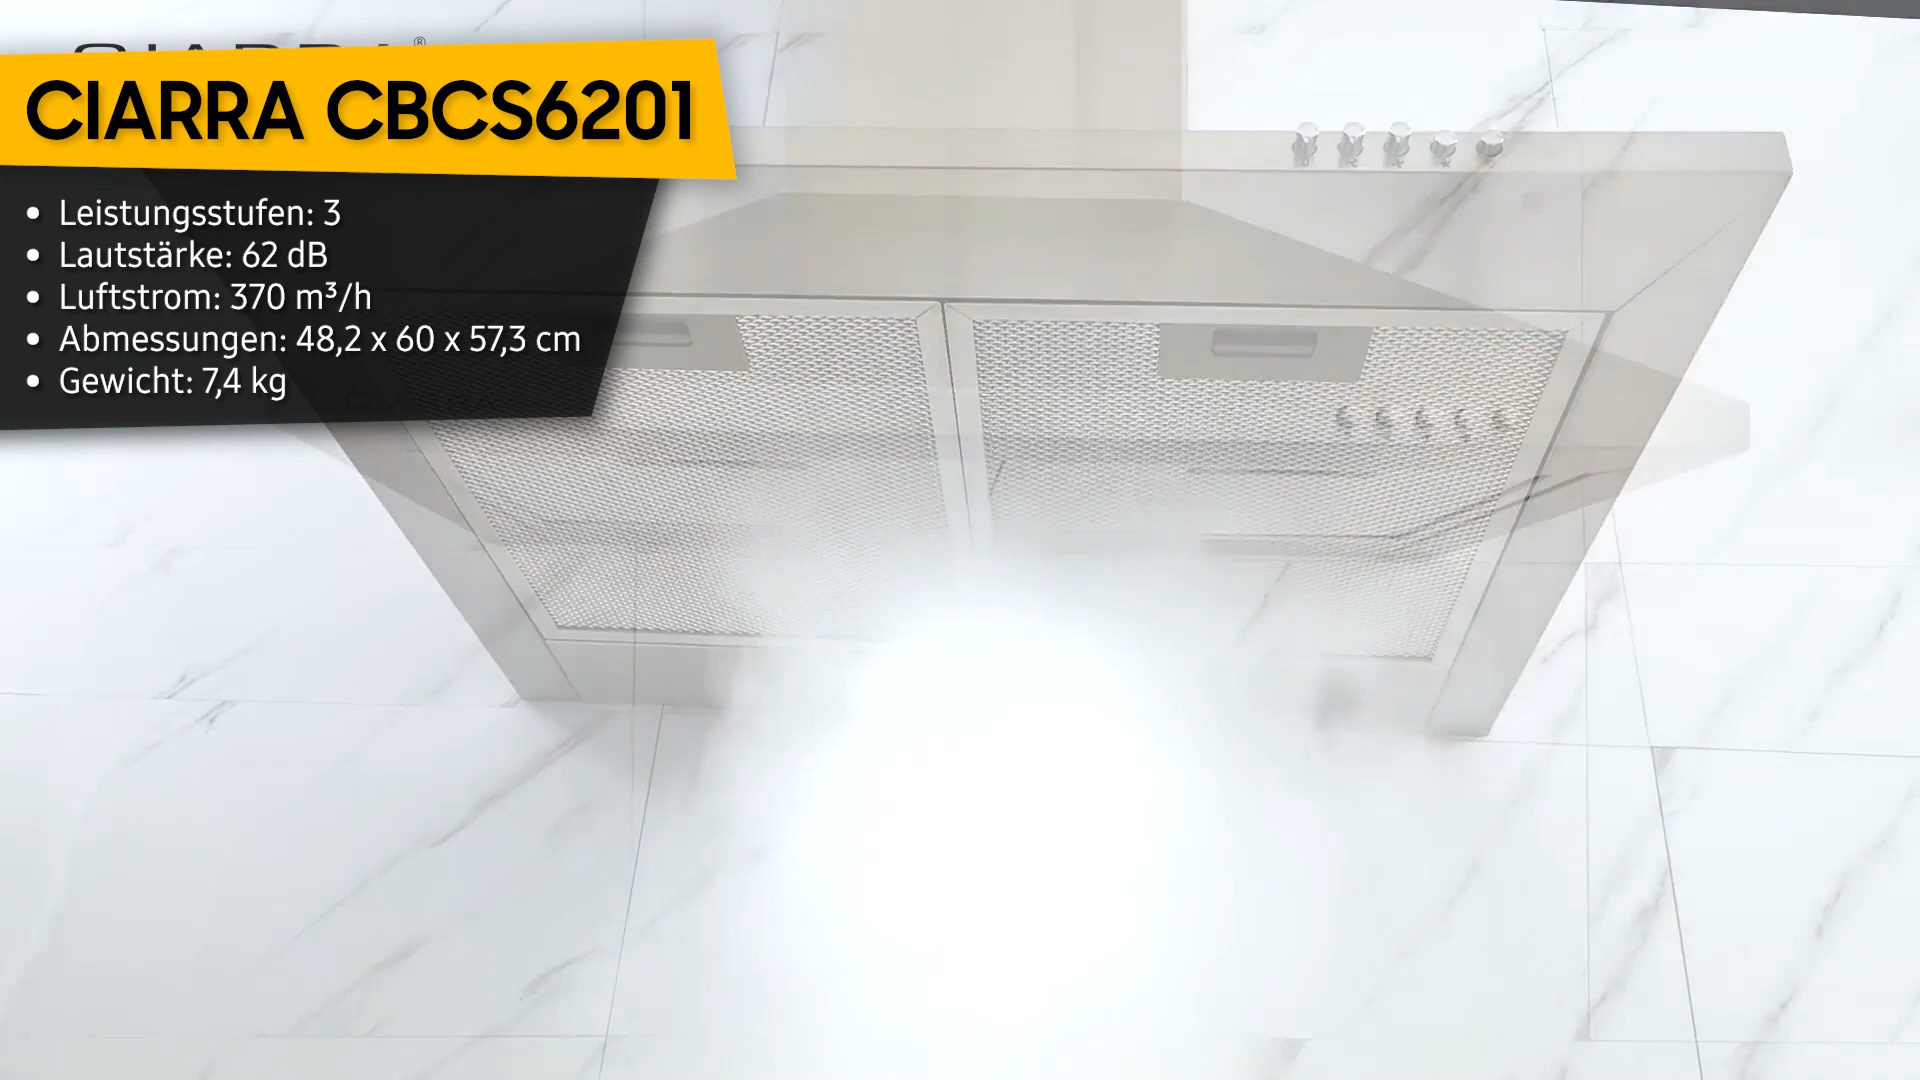 CIARRA CBCS6201
• Leistungsstufen: 3
• Lautstärke: 62 dB
• Luftstrom: 370 m³/h
• Abmessungen: 48,2 x 60 x 57,3 cm
• Gewicht: 7,4 kg